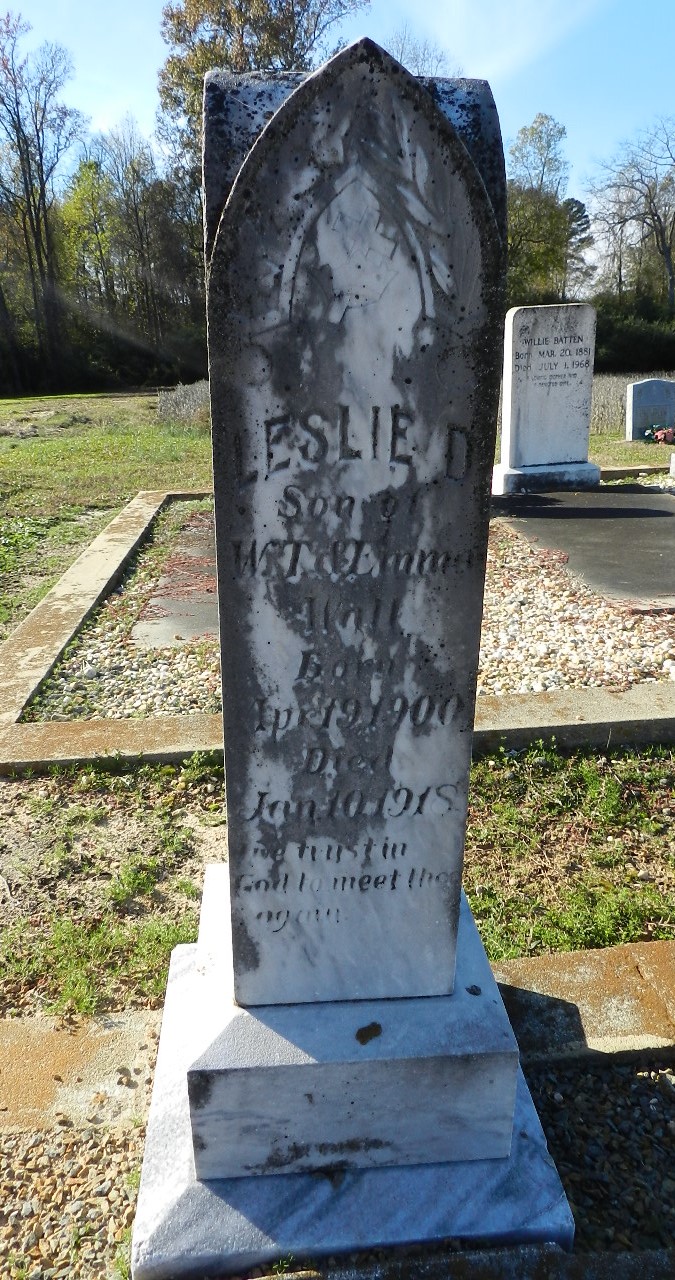 LESLIE D
Son of
W.T. & Emma
Hall
Born
Apr. 19, 1900
Died
Jan. 10, 1918
we trust in
God to meet thee
again.
WILLIE BATTEN
Born MAR. 20, 1881
Died JULY 1, 1968